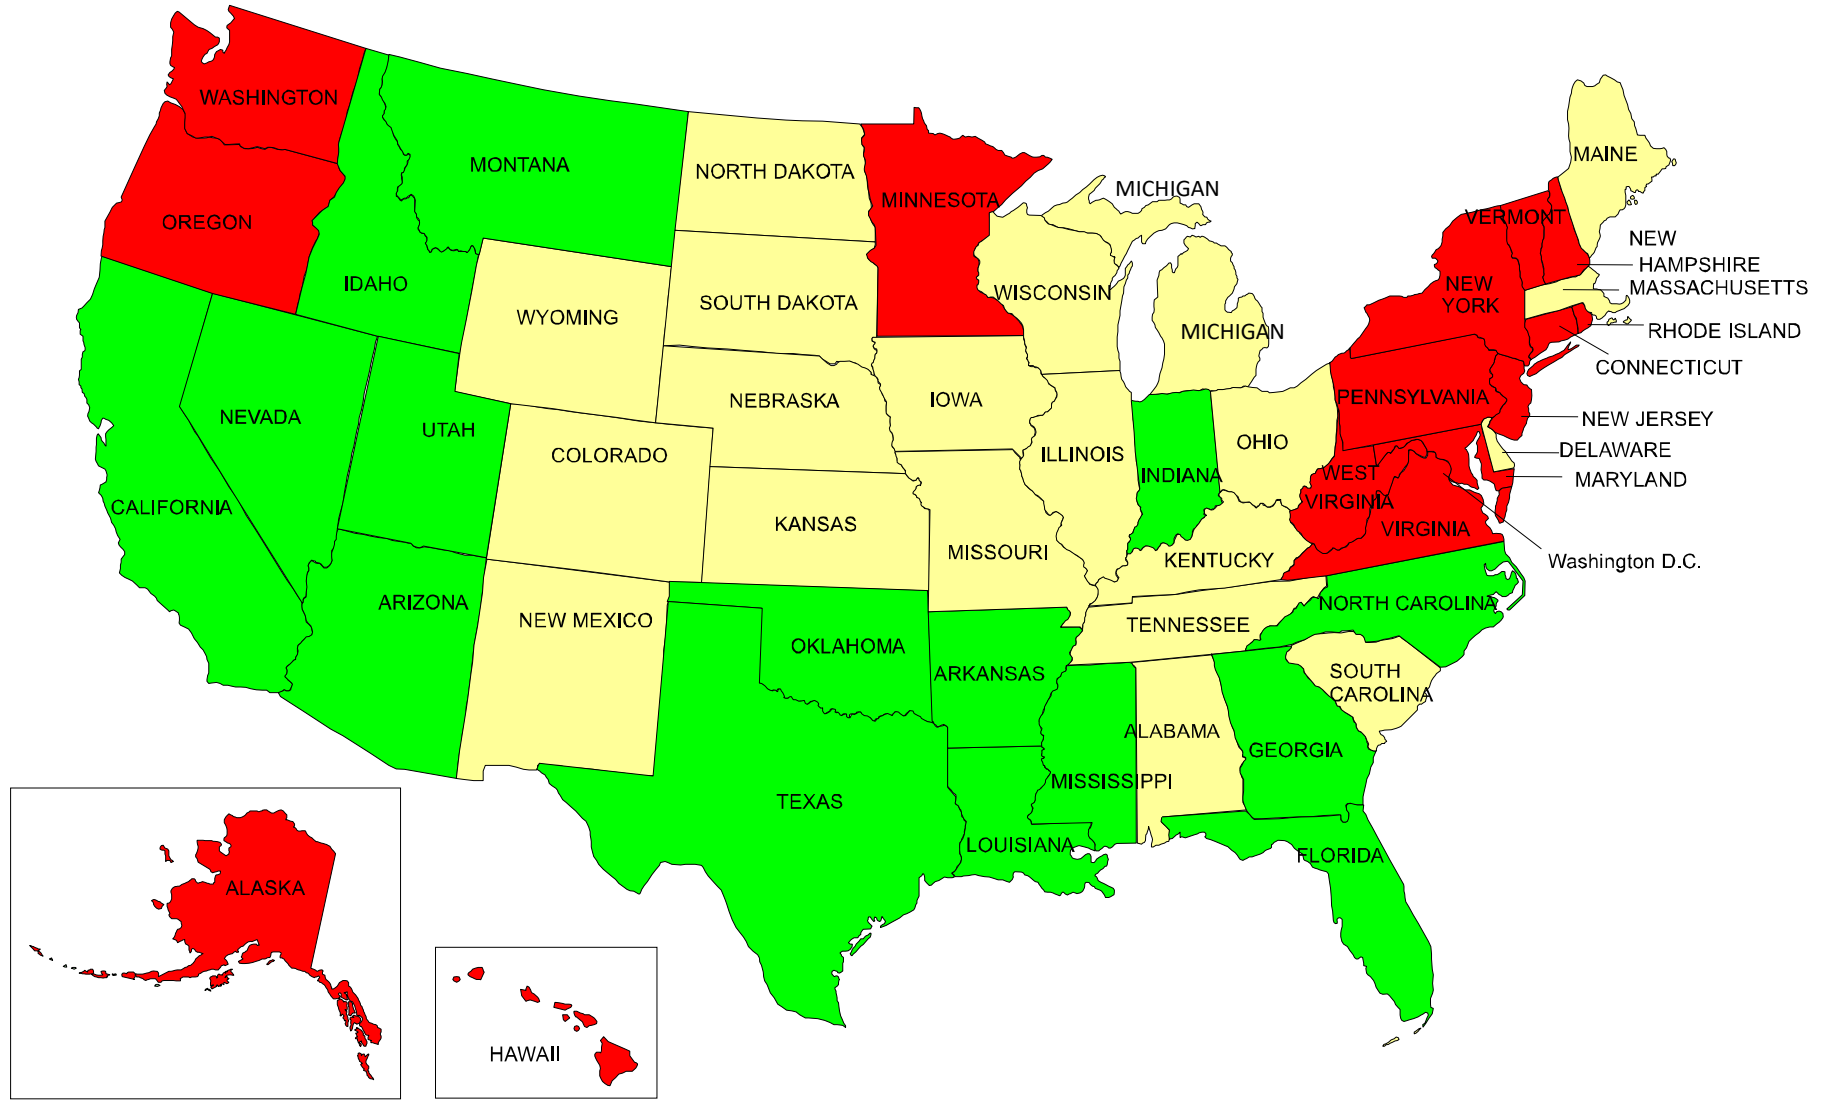 WASHINGTON
OREGON
MONTANA
IDAHO
WYOMING
NORTH DAKOTA
SOUTH DAKOTA
NEBRASKA
MINNESOTA
WISCONSIN
MICHIGAN
MICHIGAN
IOWA
ILLINOIS
INDIANA
OHIO
PENNSYLVANIA
NEW
YORK
VERMONT
MAINE
NEW
HAMPSHIRE
MASSACHUSETTS
RHODE ISLAND
CONNECTICUT
NEW JERSEY
DELAWARE
MARYLAND
Washington D.C.
WEST
VIRGINIA
VIRGINIA
KENTUCKY
CALIFORNIA
NEVADA
UTAH
COLORADO
KANSAS
MISSOURI
ARIZONA
NEW MEXICO
OKLAHOMA
ARKANSAS
TENNESSEE
NORTH CAROLINA
SOUTH
CAROLINA
TEXAS
LOUISIANA
MISSISSIPPI
ALABAMA
GEORGIA
FLORIDA
ALASKA
HAWAII